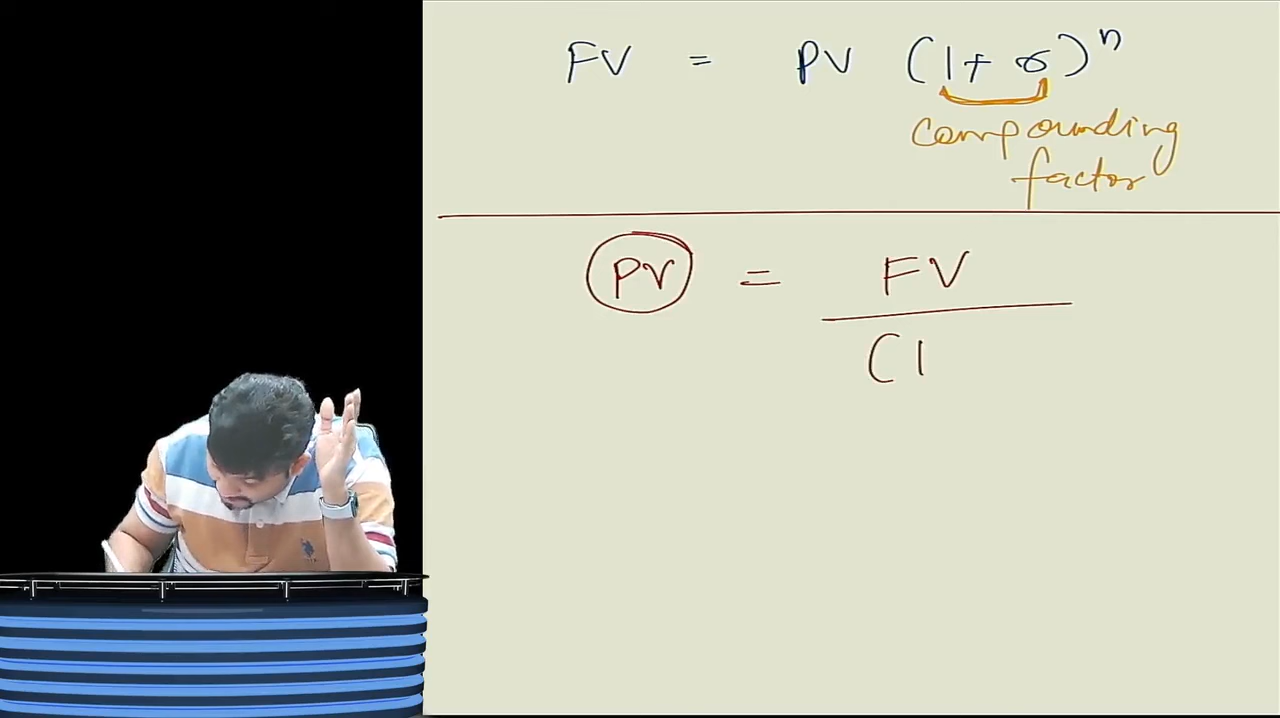 FV = PV (1+ r)^n
compounding
factor
PV = FV
(1